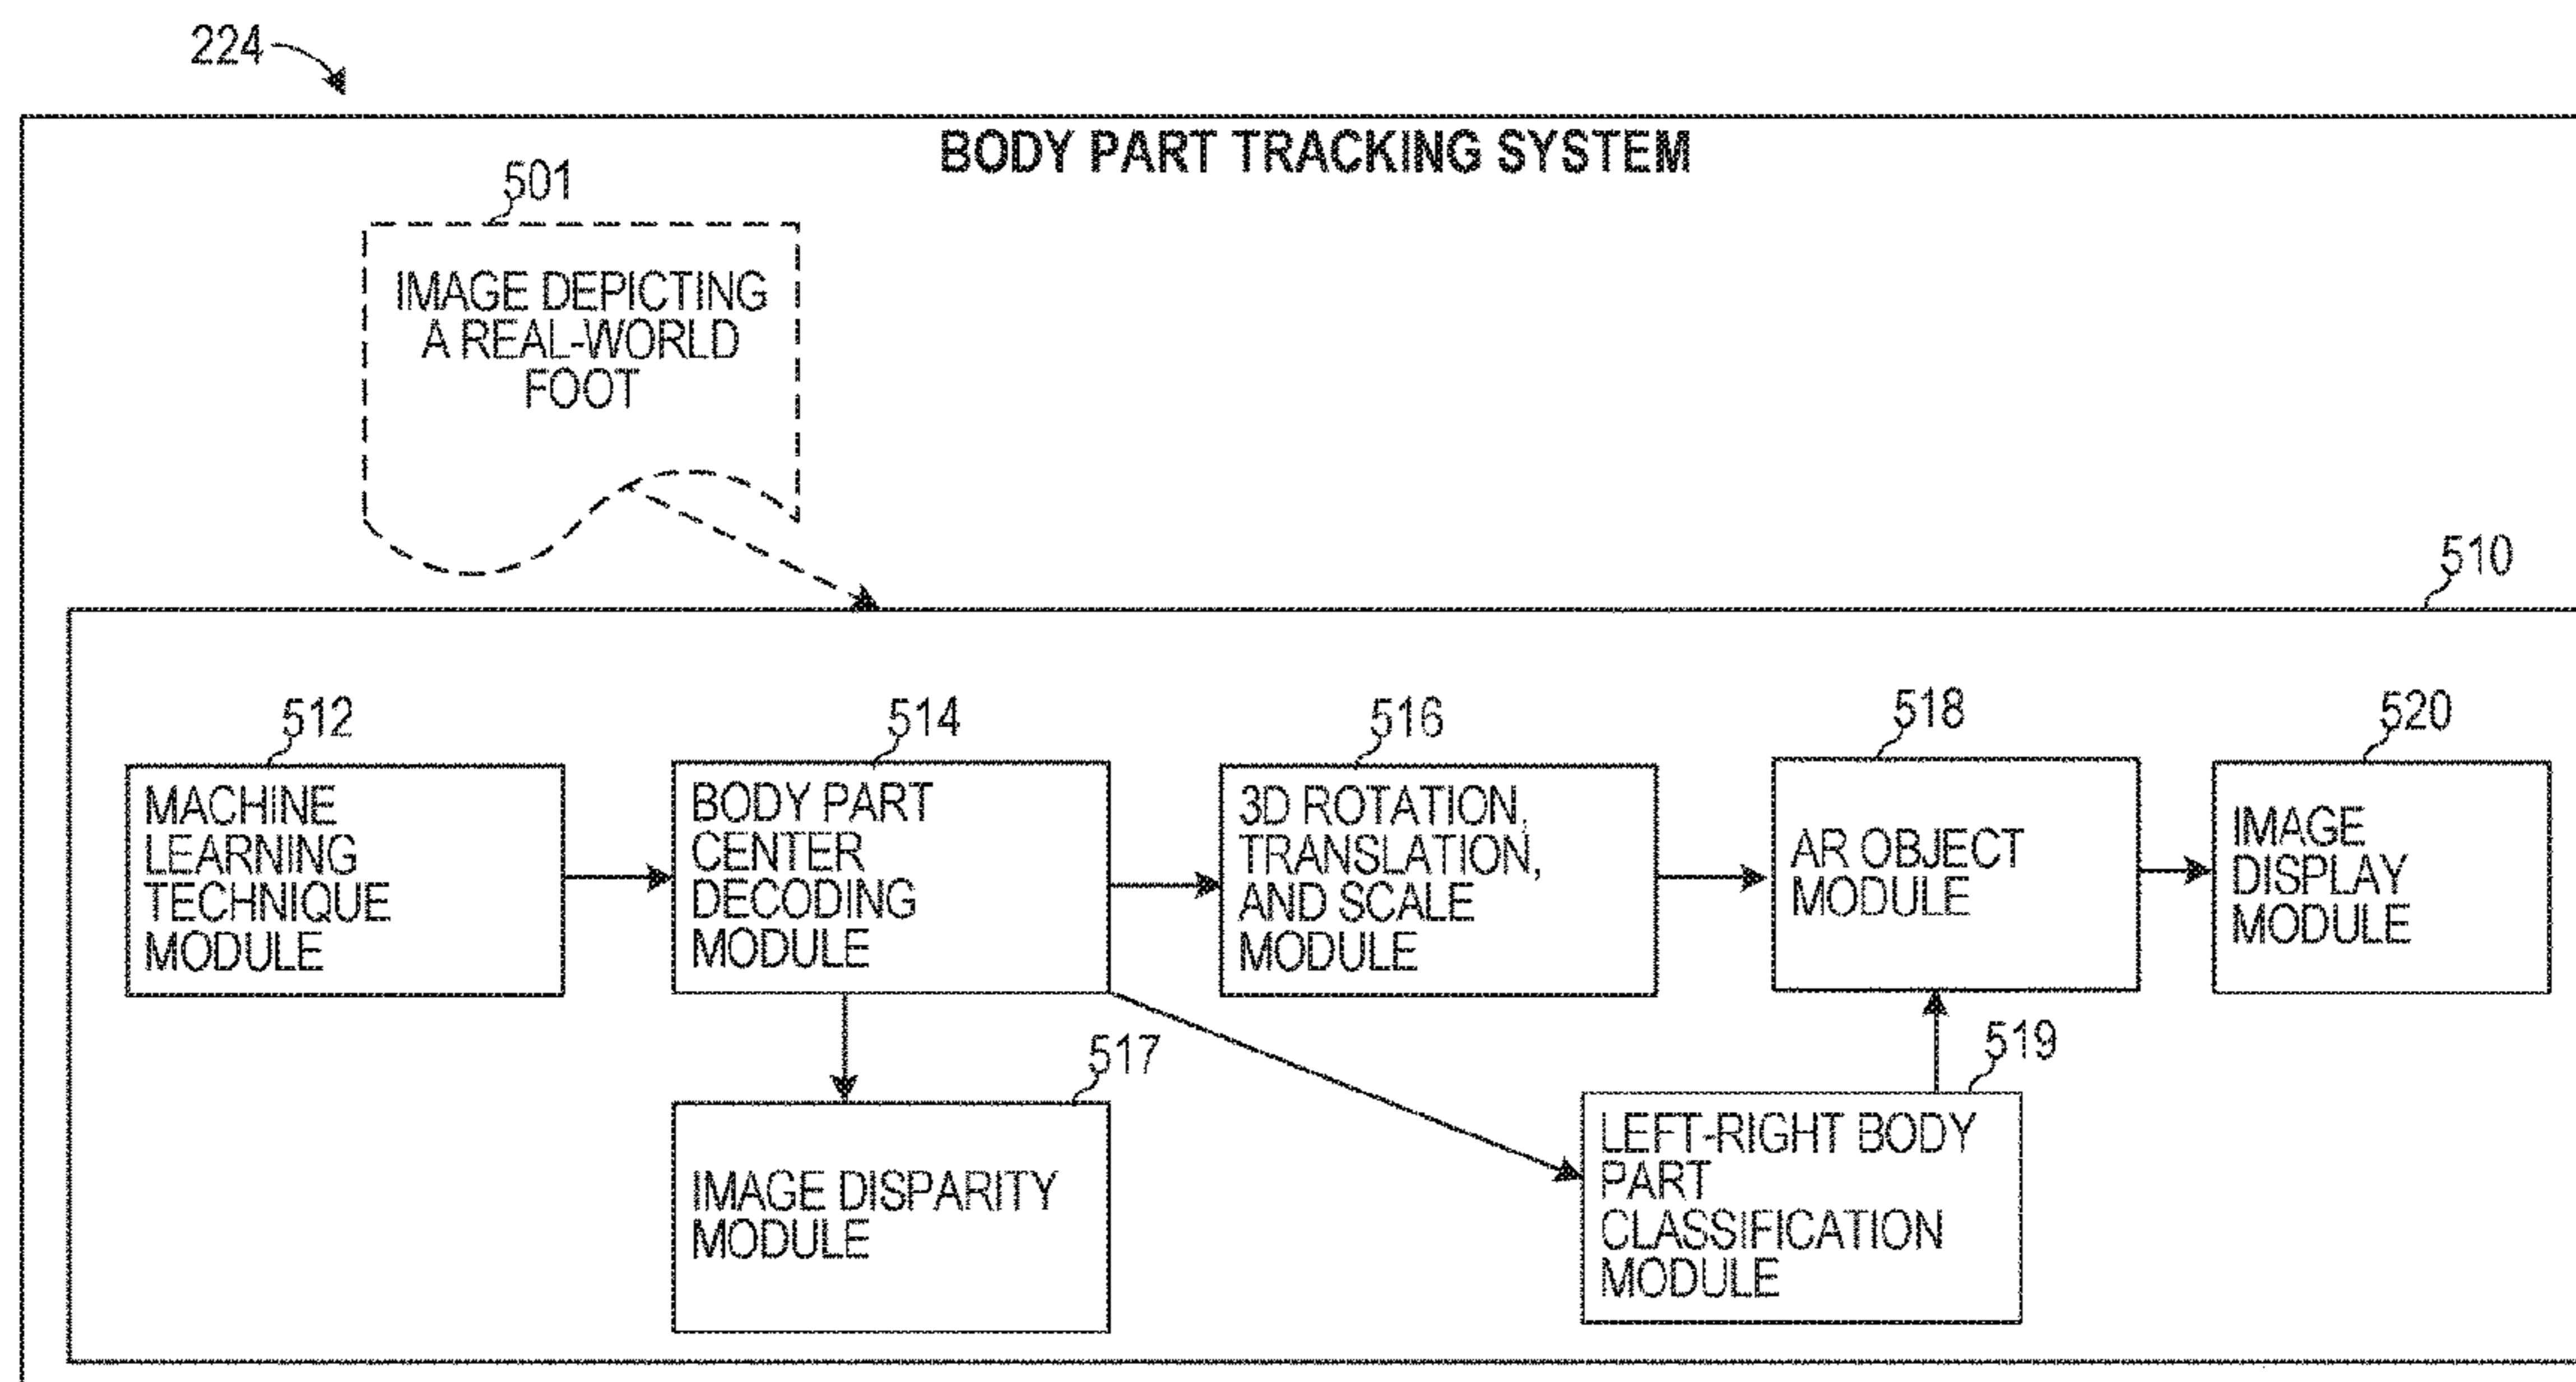 224
BODY PART TRACKING SYSTEM
501
IMAGE DEPICTING
A REAL-WORLD
FOOT
510
512
MACHINE
LEARNING
TECHNIQUE
MODULE
514
BODY PART
CENTER
DECODING
MODULE
516
3D ROTATION,
TRANSLATION,
AND SCALE
MODULE
518
AR OBJECT
MODULE
520
IMAGE
DISPLAY
MODULE
517
IMAGE DISPARITY
MODULE
519
LEFT-RIGHT BODY
PART
CLASSIFICATION
MODULE